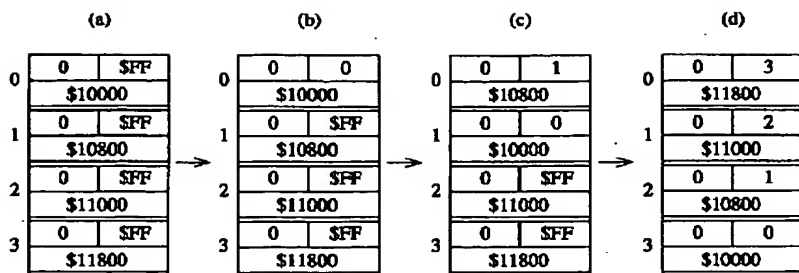 (a) (b) (c) (d)
0 $FF 0 0 0 1 0 3
0 $10000 0 $10000 0 $10800 0 $11800
0 $FF 0 $FF 0 0 0 2
1 $10800 1 $10800 1 $10000 1 $11000
0 $FF 0 $FF 0 $FF 0 1
2 $11000 2 $11000 2 $11000 2 $10800
0 $FF 0 $FF 0 $FF 0 0
3 $11800 3 $11800 3 $11800 3 $10000